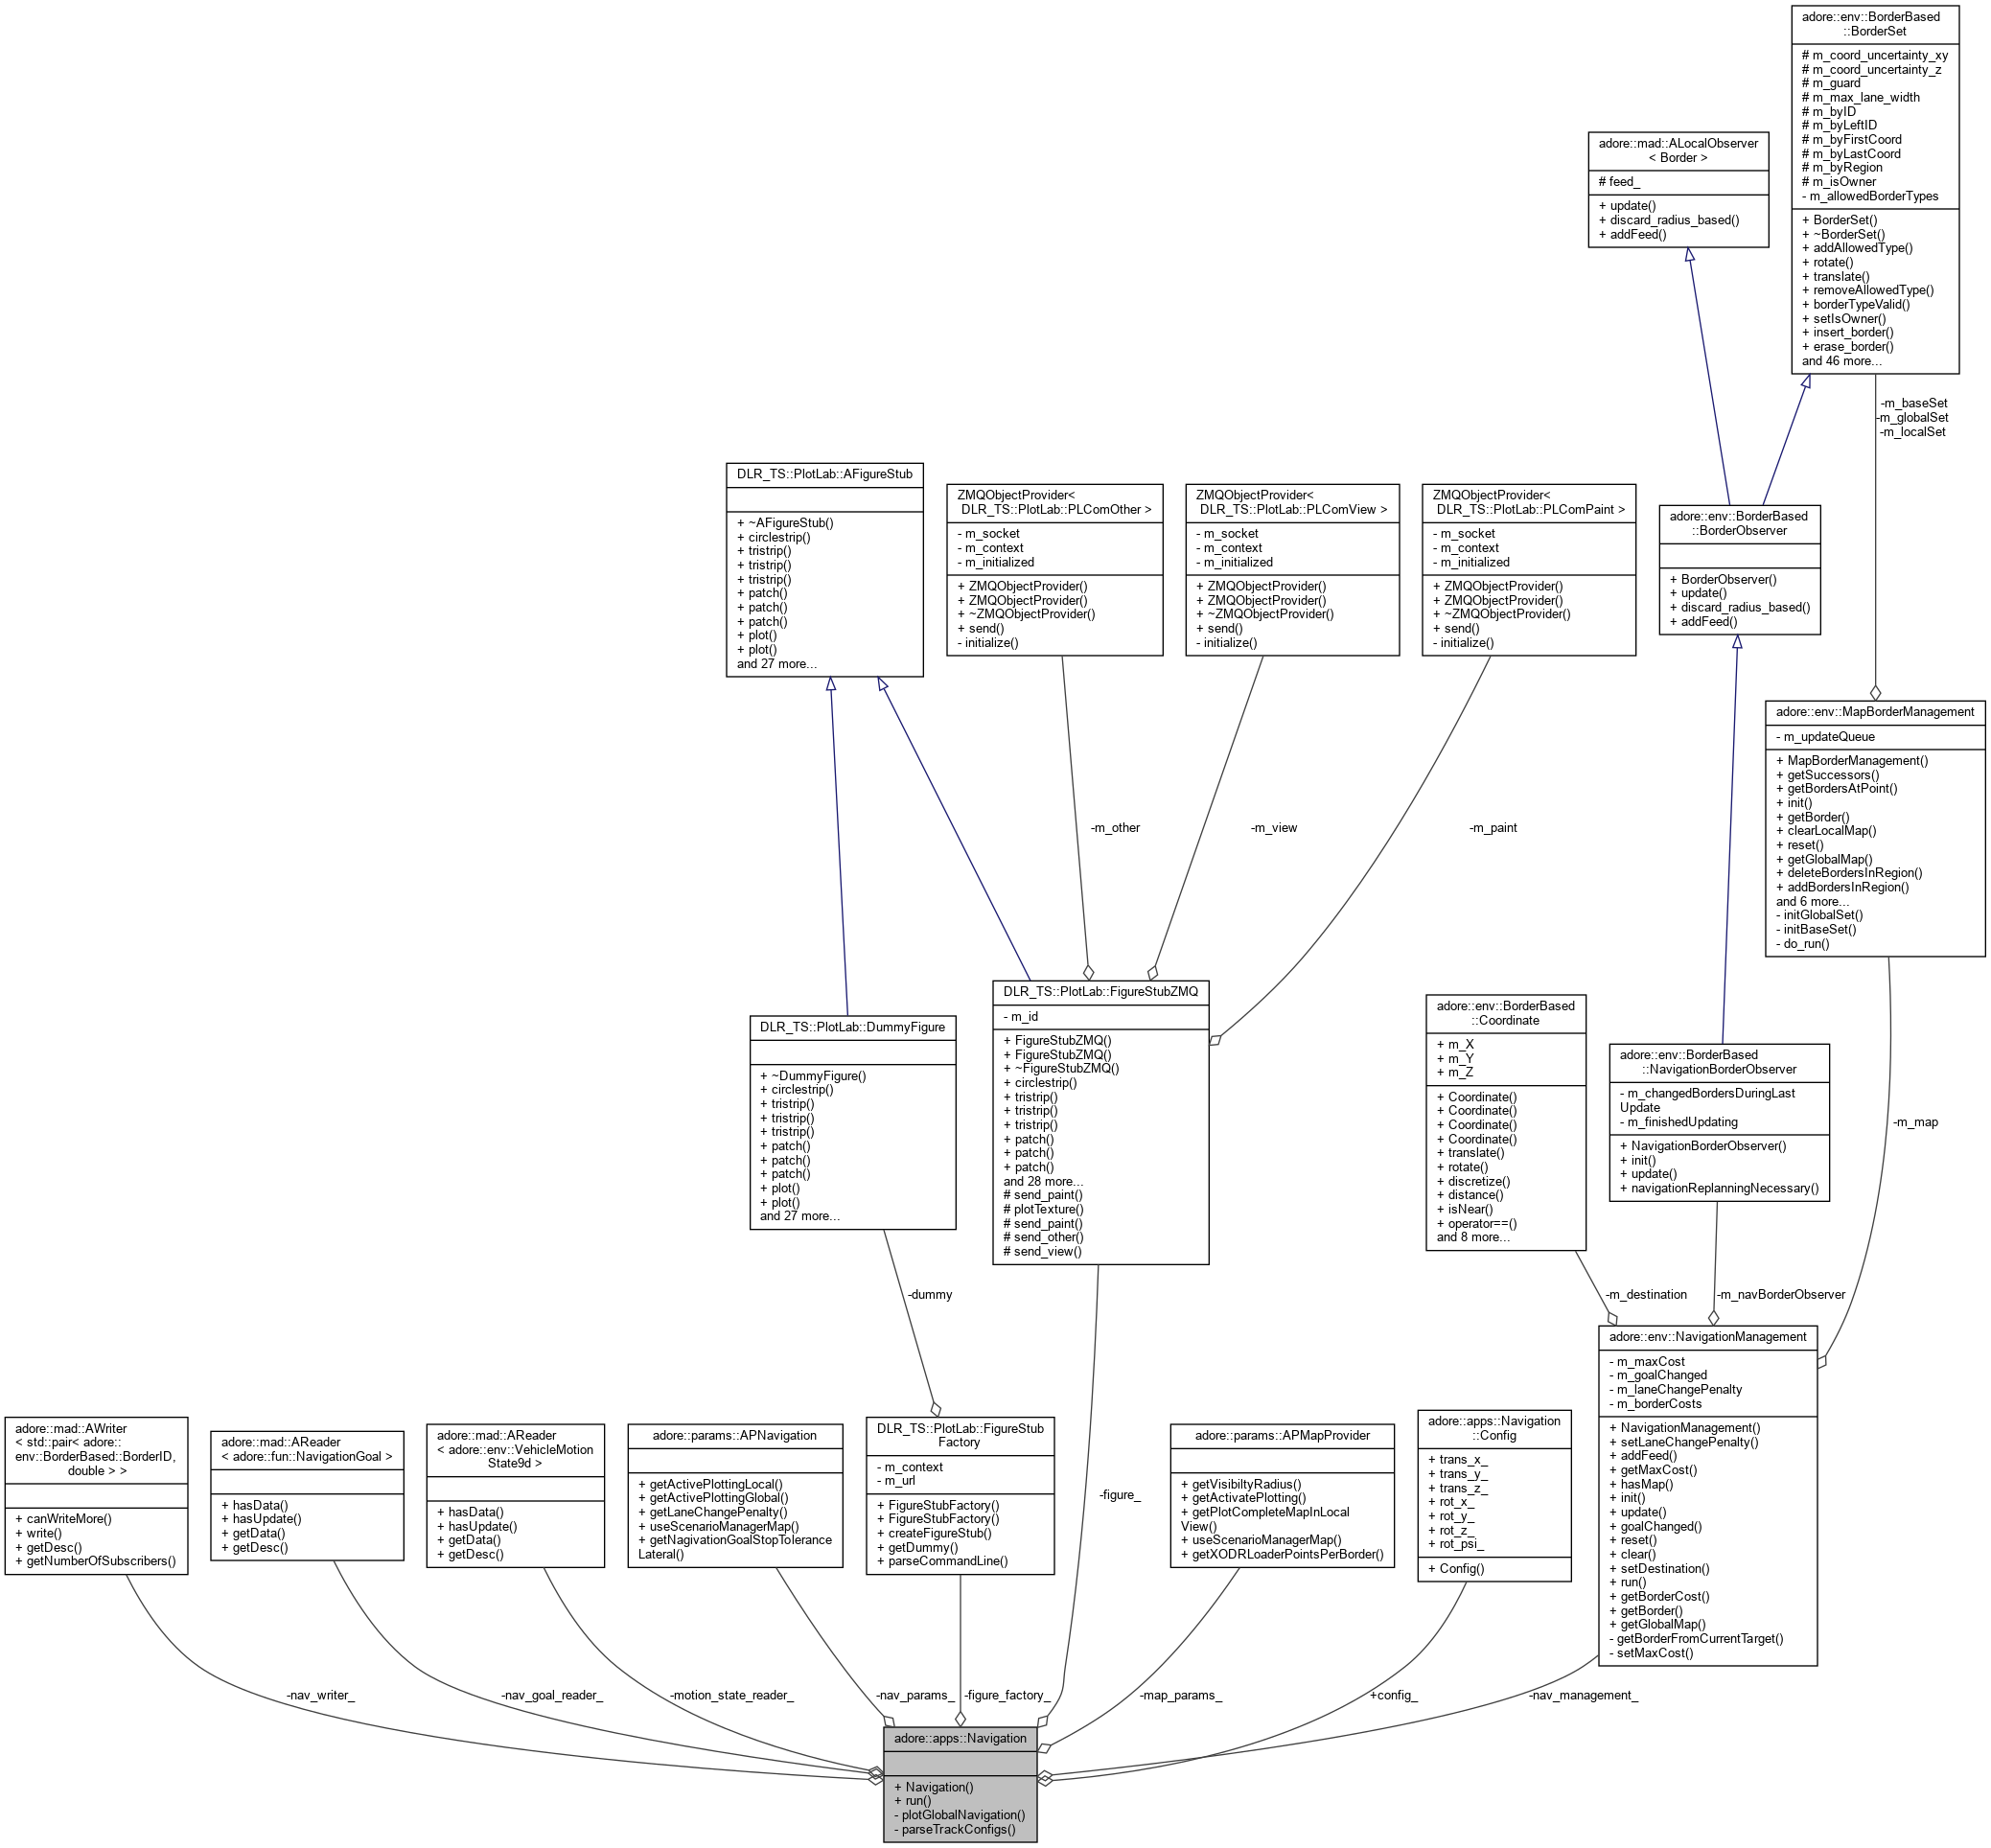 adore::env::BorderBased
::BorderSet
# m_coord_uncertainty_xy
# m_coord_uncertainty_z
# m_guard
# m_max_lane_width
# m_byID
# m_byLeftID
# m_byFirstCoord
# m_byLastCoord
# m_byRegion
# m_isOwner
- m_allowedBorderTypes
+ BorderSet()
+ ~BorderSet()
+ addAllowedType()
+ rotate()
+ translate()
+ removeAllowedType()
+ borderTypeValid()
+ setIsOwner()
+ insert_border()
+ erase_border()
and 46 more...
adore::mad::ALocalObserver
< Border >
# feed_
+ update()
+ discard_radius_based()
+ addFeed()
-m_baseSet
-m_globalSet
-m_localSet
DLR_TS::PlotLab::AFigureStub
+ ~AFigureStub()
+ circlestrip()
+ tristrip()
+ tristrip()
+ tristrip()
+ patch()
+ patch()
+ patch()
+ plot()
+ plot()
and 27 more...
ZMQObjectProvider<
DLR_TS::PlotLab::PLComOther >
- m_socket
- m_context
- m_initialized
+ ZMQObjectProvider()
+ ZMQObjectProvider()
+ ~ZMQObjectProvider()
+ send()
- initialize()
ZMQObjectProvider<
DLR_TS::PlotLab::PLComView >
- m_socket
- m_context
- m_initialized
+ ZMQObjectProvider()
+ ZMQObjectProvider()
+ ~ZMQObjectProvider()
+ send()
- initialize()
ZMQObjectProvider<
DLR_TS::PlotLab::PLComPaint >
- m_socket
- m_context
- m_initialized
+ ZMQObjectProvider()
+ ZMQObjectProvider()
+ ~ZMQObjectProvider()
+ send()
- initialize()
adore::env::BorderBased
::BorderObserver
+ BorderObserver()
+ update()
+ discard_radius_based()
+ addFeed()
adore::env::MapBorderManagement
- m_updateQueue
+ MapBorderManagement()
+ getSuccessors()
+ getBordersAtPoint()
+ init()
+ getBorder()
+ clearLocalMap()
+ reset()
+ getGlobalMap()
+ deleteBordersInRegion()
+ addBordersInRegion()
and 6 more...
- initGlobalSet()
- initBaseSet()
- do_run()
-m_other
-m_view
-m_paint
DLR_TS::PlotLab::DummyFigure
+ ~DummyFigure()
+ circlestrip()
+ tristrip()
+ tristrip()
+ tristrip()
+ patch()
+ patch()
+ patch()
+ plot()
+ plot()
and 27 more...
DLR_TS::PlotLab::FigureStubZMQ
- m_id
+ FigureStubZMQ()
+ FigureStubZMQ()
+ ~FigureStubZMQ()
+ circlestrip()
+ tristrip()
+ tristrip()
+ tristrip()
+ patch()
+ patch()
+ patch()
and 28 more...
# send_paint()
# plotTexture()
# send_paint()
# send_other()
# send_view()
adore::env::BorderBased
::Coordinate
+ m_X
+ m_Y
+ m_Z
+ Coordinate()
+ Coordinate()
+ Coordinate()
+ Coordinate()
+ translate()
+ rotate()
+ discretize()
+ distance()
+ isNear()
+ operator==()
and 8 more...
adore::env::BorderBased
::NavigationBorderObserver
- m_changedBordersDuringLast
Update
- m_finishedUpdating
+ NavigationBorderObserver()
+ init()
+ update()
+ navigationReplanningNecessary()
-m_map
-dummy
-m_destination
-m_navBorderObserver
adore::mad::AWriter
< std::pair< adore::
env::BorderBased::BorderID,
double > >
+ canWriteMore()
+ write()
+ getDesc()
+ getNumberOfSubscribers()
adore::mad::AReader
< adore::fun::NavigationGoal >
+ hasData()
+ hasUpdate()
+ getData()
+ getDesc()
adore::mad::AReader
< adore::env::VehicleMotion
State9d >
+ hasData()
+ hasUpdate()
+ getData()
+ getDesc()
adore::params::APNavigation
+ getActivePlottingLocal()
+ getActivePlottingGlobal()
+ getLaneChangePenalty()
+ useScenarioManagerMap()
+ getNagivationGoalStopTolerance
Lateral()
DLR_TS::PlotLab::FigureStub
Factory
- m_context
- m_url
+ FigureStubFactory()
+ FigureStubFactory()
+ createFigureStub()
+ getDummy()
+ parseCommandLine()
-figure_
adore::params::APMapProvider
+ getVisibiltyRadius()
+ getActivatePlotting()
+ getPlotCompleteMapInLocal
View()
+ useScenarioManagerMap()
+ getXODRLoaderPointsPerBorder()
adore::apps::Navigation
::Config
+ trans_x_
+ trans_y_
+ trans_z_
+ rot_x_
+ rot_y_
+ rot_z_
+ rot_psi_
+ Config()
adore::env::NavigationManagement
- m_maxCost
- m_goalChanged
- m_laneChangePenalty
- m_borderCosts
+ NavigationManagement()
+ setLaneChangePenalty()
+ addFeed()
+ getMaxCost()
+ hasMap()
+ init()
+ update()
+ goalChanged()
+ reset()
+ clear()
+ setDestination()
+ run()
+ getBorderCost()
+ getBorder()
+ getGlobalMap()
- getBorderFromCurrentTarget()
- setMaxCost()
-nav_writer_
-nav_goal_reader_
-motion_state_reader_
-nav_params_
-figure_factory_
-map_params_
+config_
-nav_management_
adore::apps::Navigation
+ Navigation()
+ run()
- plotGlobalNavigation()
- parseTrackConfigs()